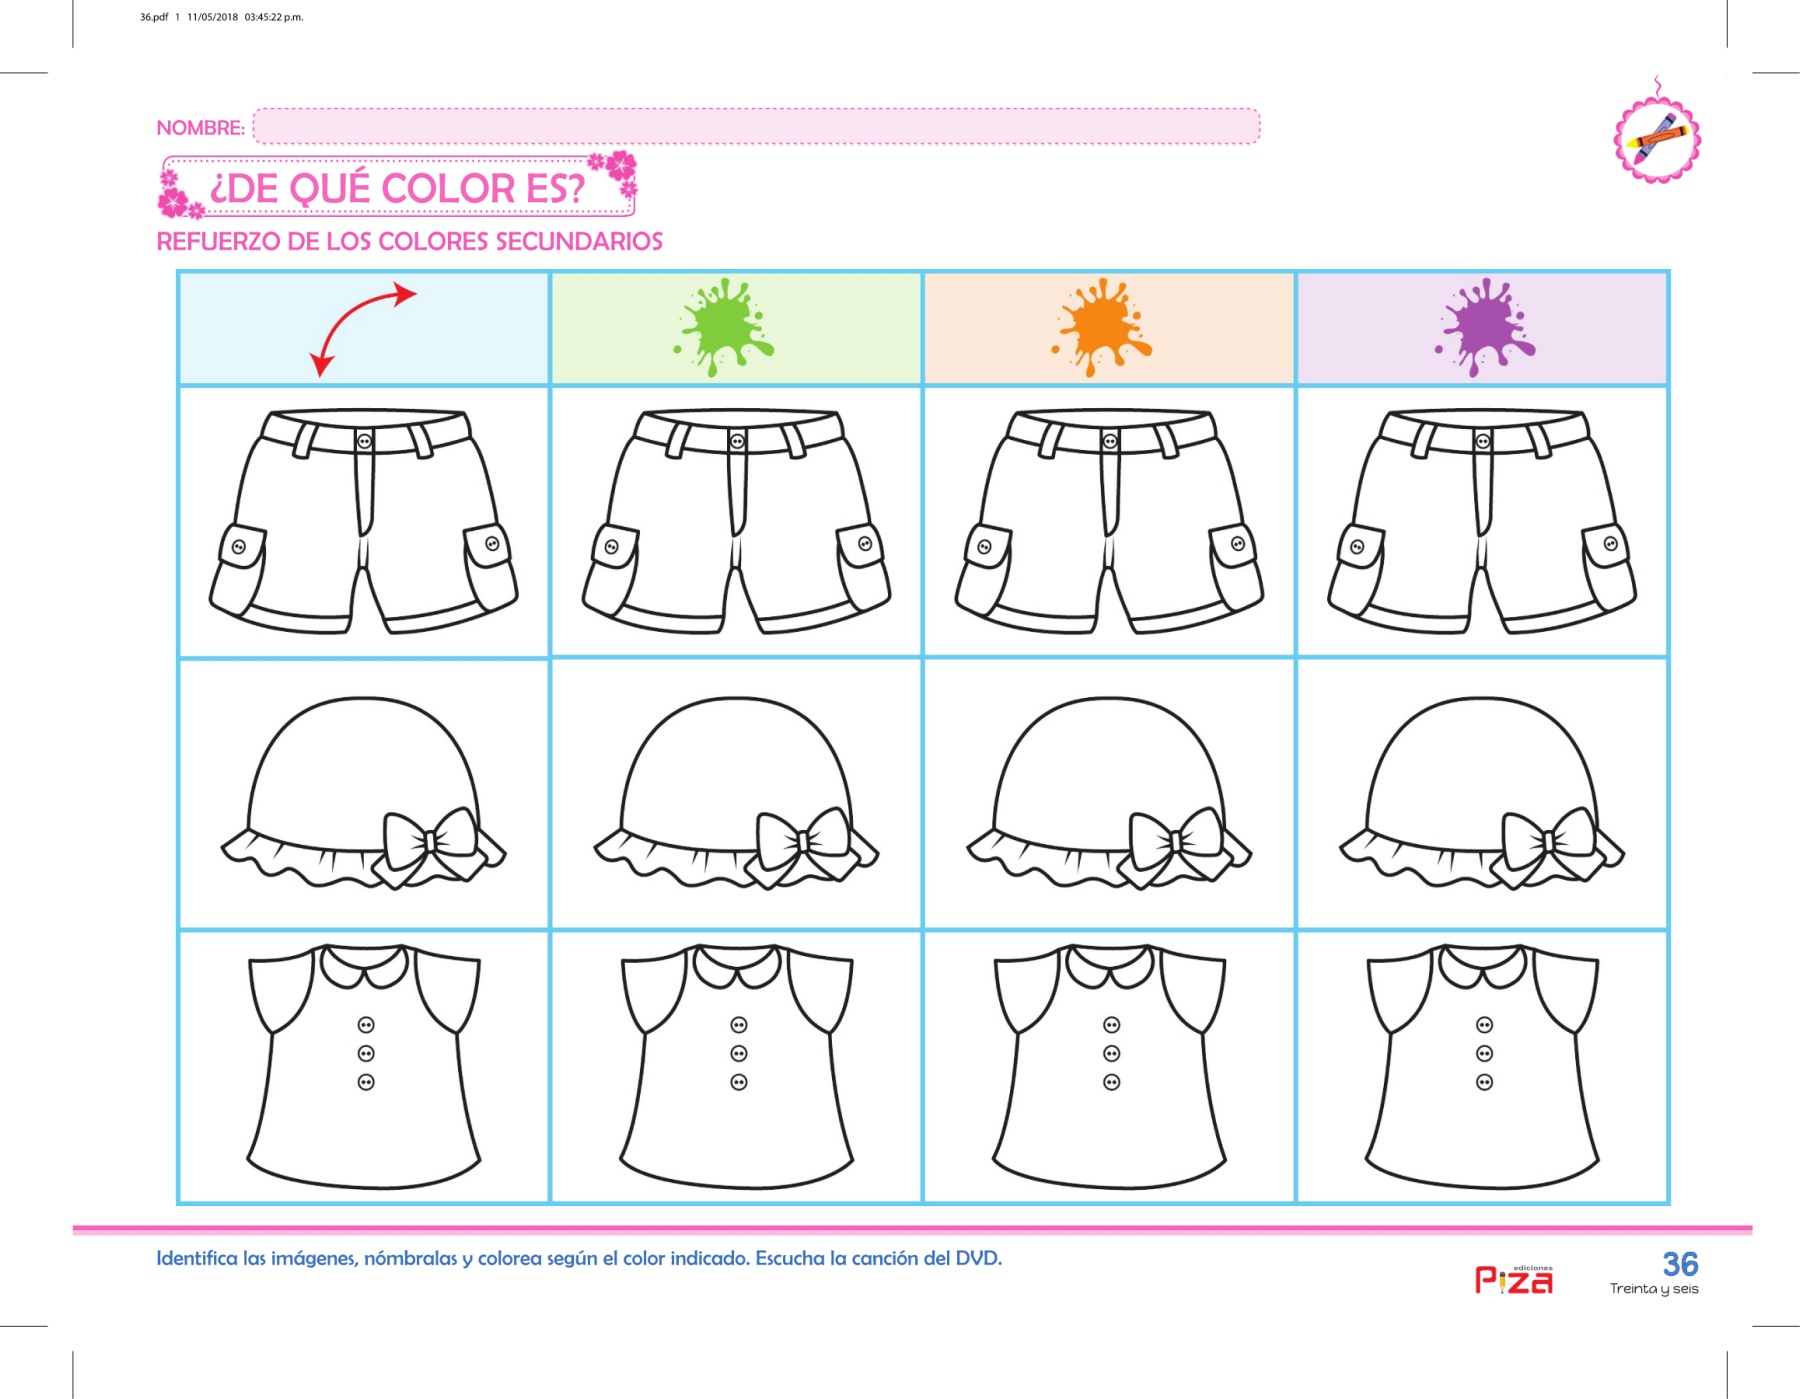 36.pdf 1 11/05/2018 03:45:22 p.m.
NOMBRE:
¿DE QUÉ COLOR ES?
REFUERZO DE LOS COLORES SECUNDARIOS
Identifica las imágenes, nómbralas y colorea según el color indicado. Escucha la canción del DVD.
ediciones
Piza
36
Treinta y seis